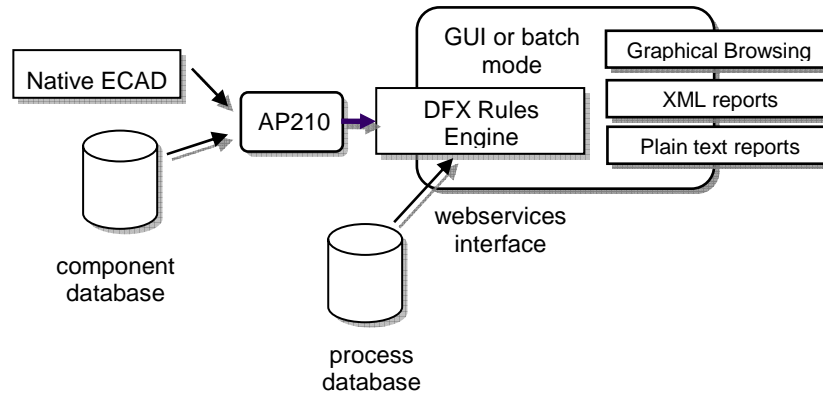 GUI or batch
mode
Graphical Browsing
Native ECAD
XML reports
AP210
DFX Rules
Engine
Plain text reports
webservices
interface
component
database
process
database